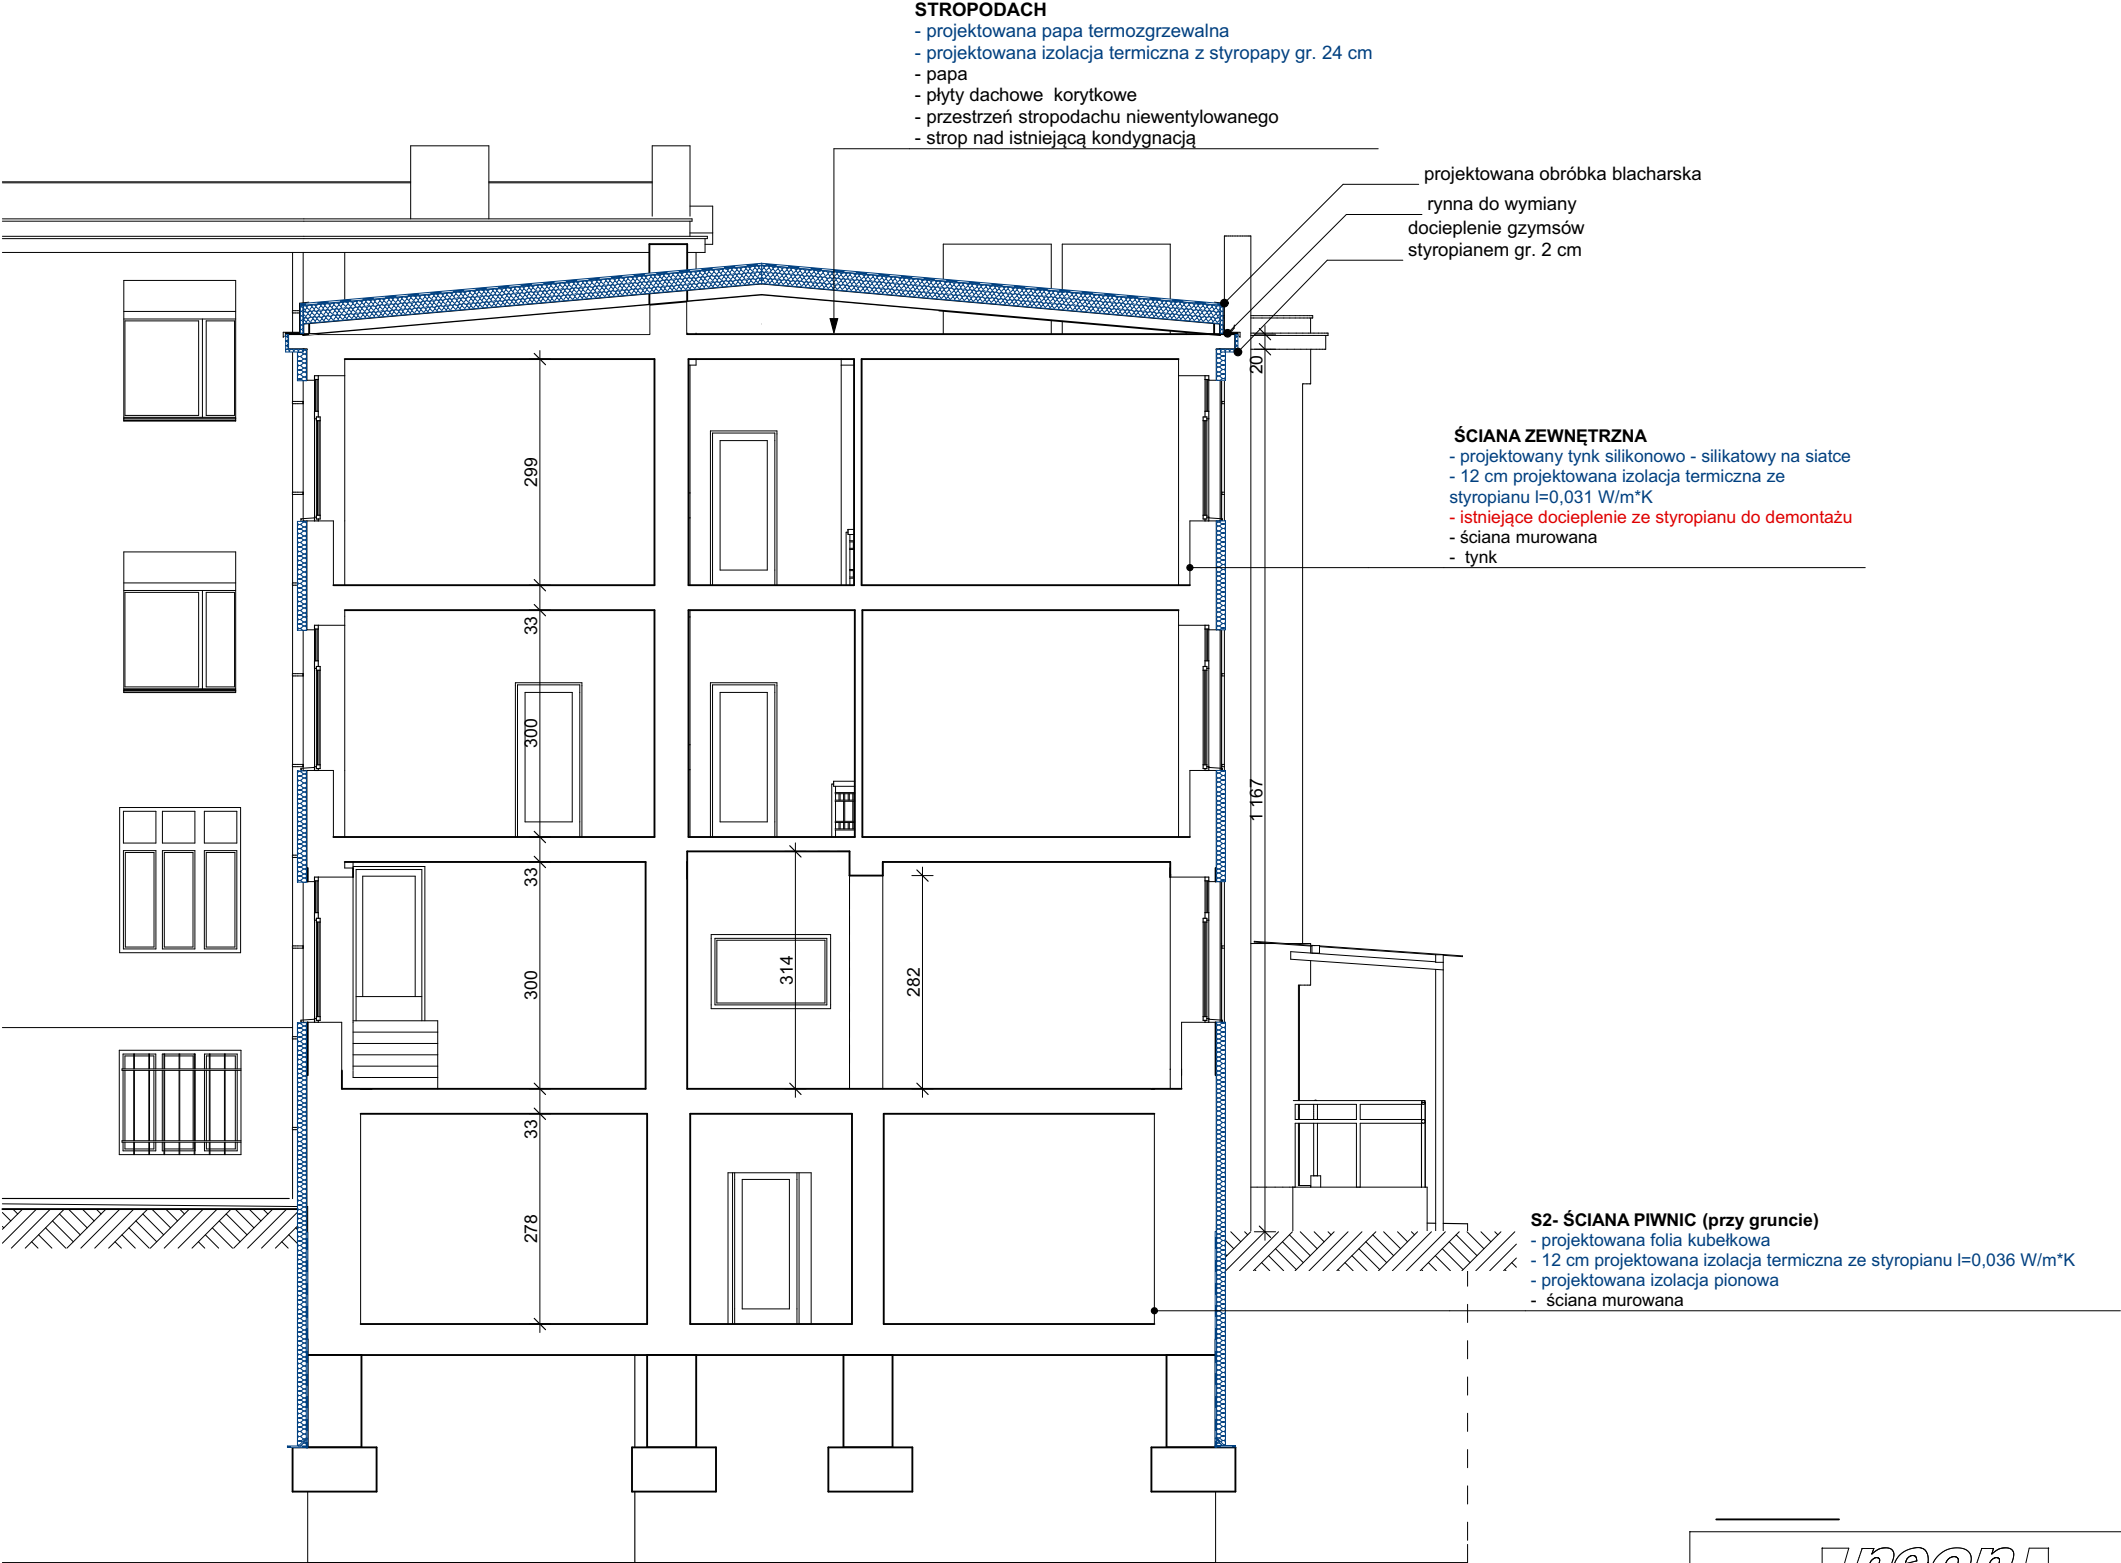 STROPODACH
- projektowana papa termozgrzewalna
- projektowana izolacja termiczna z styropapy gr. 24 cm
- papa
- płyty dachowe korytkowe
- przestrzeń stropodachu niewentylowanego
- strop nad istniejącą kondygnacją
projektowana obróbka blacharska
rynna do wymiany
docieplenie gzymsów
styropianem gr. 2 cm
20
ŚCIANA ZEWNĘTRZNA
- projektowany tynk silikonowo - silikatowy na siatce
- 12 cm projektowana izolacja termiczna ze
styropianu l=0,031 W/m*K
- istniejące docieplenie ze styropianu do demontażu
- ściana murowana
- tynk
299
33
300
1 167
33
300
314
282
33
278
S2- ŚCIANA PIWNIC (przy gruncie)
- projektowana folia kubełkowa
- 12 cm projektowana izolacja termiczna ze styropianu l=0,036 W/m*K
- projektowana izolacja pionowa
- ściana murowana